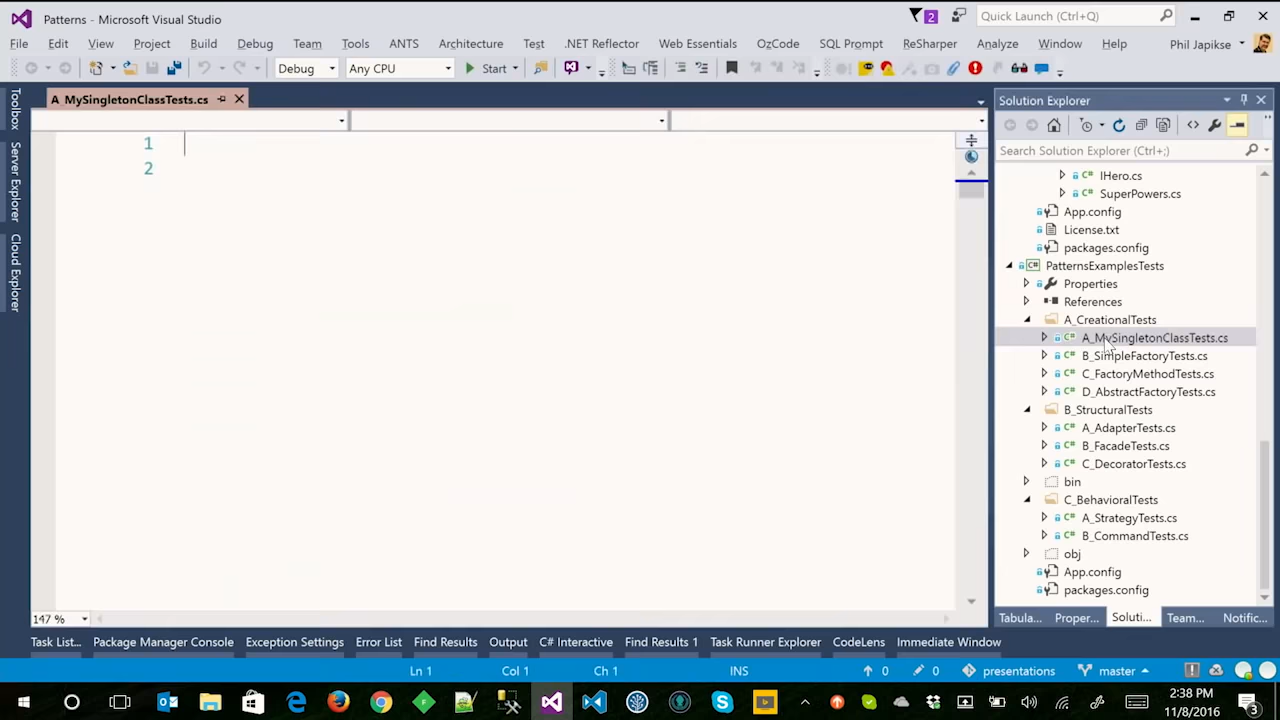 Patterns - Microsoft Visual Studio
2
Quick Launch (Ctrl+Q)
File Edit View Project Build Debug Team Tools ANTS Architecture Test .NET Reflector Web Essentials OzCode SQL Prompt ReSharper Analyze Window Help Phil Japikse
Debug Any CPU Start
Toolbox
Server Explorer
Cloud Explorer
A_MySingletonClassTests.cs
1
2
Solution Explorer
Search Solution Explorer (Ctrl+;)
C# IHero.cs
C# SuperPowers.cs
App.config
License.txt
packages.config
C# PatternsExamplesTests
Properties
References
A_CreationalTests
C# A_MySingletonClassTests.cs
C# B_SimpleFactoryTests.cs
C# C_FactoryMethodTests.cs
C# D_AbstractFactoryTests.cs
B_StructuralTests
C# A_AdapterTests.cs
C# B_FacadeTests.cs
C# C_DecoratorTests.cs
bin
C_BehavioralTests
C# A_StrategyTests.cs
C# B_CommandTests.cs
obj
App.config
packages.config
147 %
Tabula... Proper... Soluti... Team... Notific...
Task List... Package Manager Console Exception Settings Error List Find Results Output C# Interactive Find Results 1 Task Runner Explorer CodeLens Immediate Window
Ln 1 Col 1 Ch 1 INS 0 0 presentations master
2:38 PM
11/8/2016
3